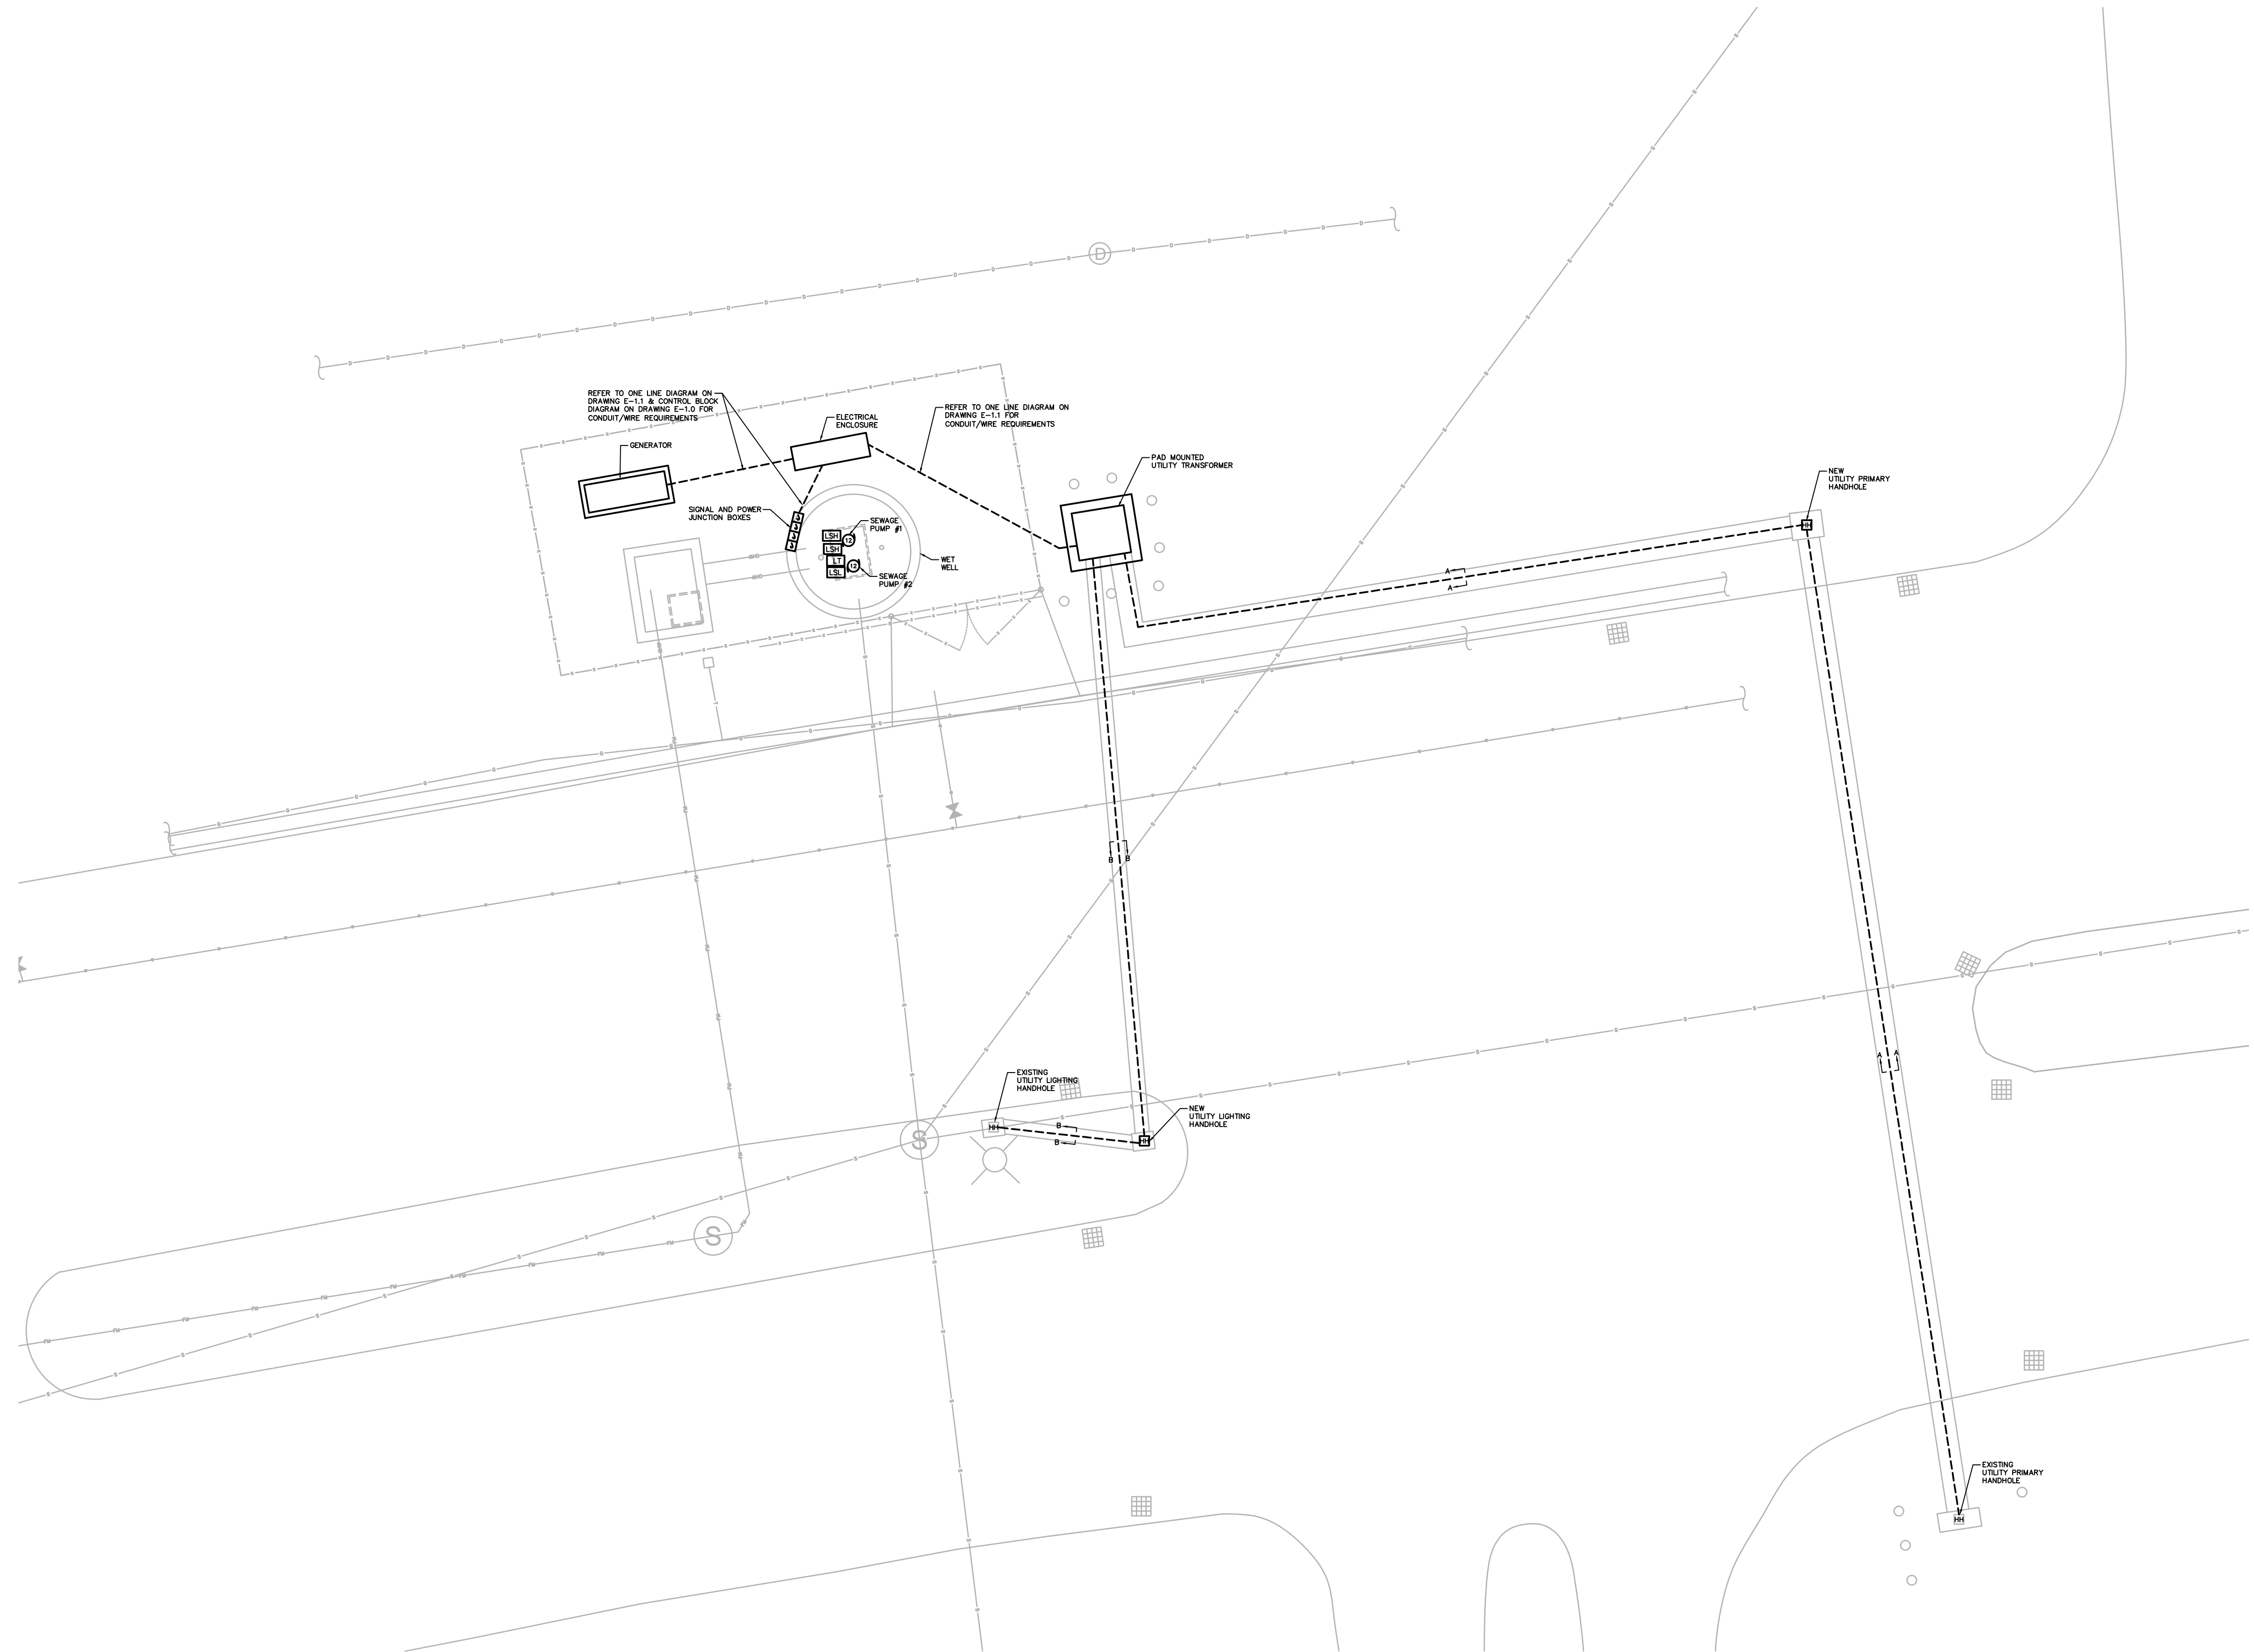 D
REFER TO ONE LINE DIAGRAM ON
DRAWING E-1.1 & CONTROL BLOCK
DIAGRAM ON DRAWING E-1.0 FOR
CONDUIT/WIRE REQUIREMENTS
REFER TO ONE LINE DIAGRAM ON
DRAWING E-1.1 FOR
CONDUIT/WIRE REQUIREMENTS
ELECTRICAL
ENCLOSURE
GENERATOR
PAD MOUNTED
UTILITY TRANSFORMER
NEW
UTILITY PRIMARY
HANDHOLE
HH
SIGNAL AND POWER
JUNCTION BOXES
J
J
J
J
SEWAGE
PUMP #1
LSH
12
LSH
LT
12
LSL
SEWAGE
PUMP #2
WET
WELL
A
A
B
B
A
A
EXISTING
UTILITY LIGHTING
HANDHOLE
HH
NEW
UTILITY LIGHTING
HANDHOLE
HH
B
B
S
S
EXISTING
UTILITY PRIMARY
HANDHOLE
HH